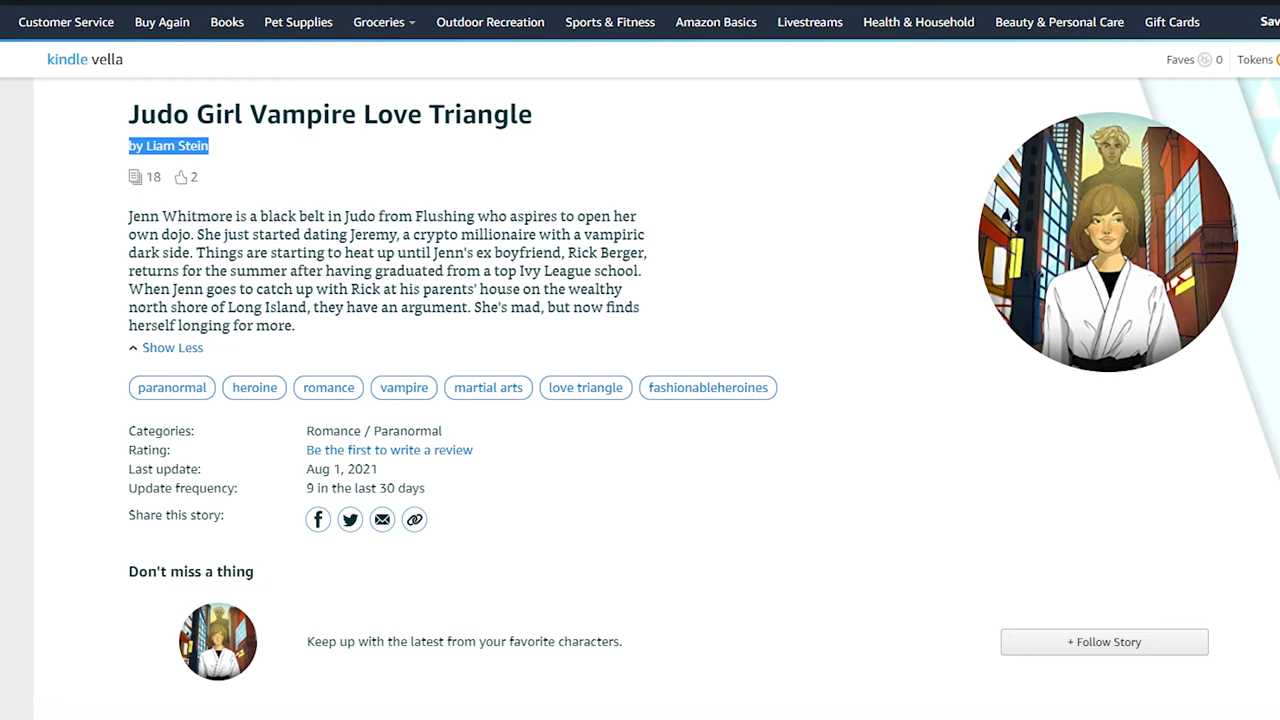 Customer Service Buy Again Books Pet Supplies Groceries Outdoor Recreation Sports & Fitness Amazon Basics Livestreams Health & Household Beauty & Personal Care Gift Cards
kindle vella Faves 0 Tokens
Judo Girl Vampire Love Triangle
by Liam Stein
18 2
Jenn Whitmore is a black belt in Judo from Flushing who aspires to open her
own dojo. She just started dating Jeremy, a crypto millionaire with a vampiric
dark side. Things are starting to heat up until Jenn's ex boyfriend, Rick Berger,
returns for the summer after having graduated from a top Ivy League school.
When Jenn goes to catch up with Rick at his parents' house on the wealthy
north shore of Long Island, they have an argument. She's mad, but now finds
herself longing for more.
Show Less
paranormal heroine romance vampire martial arts love triangle fashionableheroines
Categories: Romance / Paranormal
Rating: Be the first to write a review
Last update: Aug 1, 2021
Update frequency: 9 in the last 30 days
Share this story:
Don't miss a thing
Keep up with the latest from your favorite characters. + Follow Story